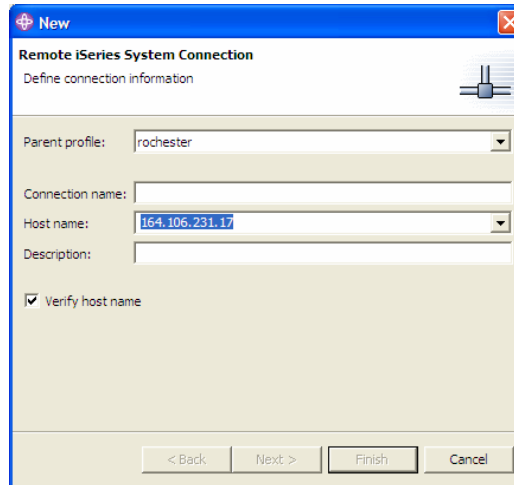 New
Remote iSeries System Connection
Define connection information
Parent profile: rochester
Connection name:
Host name: 164.106.231.17
Description:
Verify host name
< Back Next > Finish Cancel